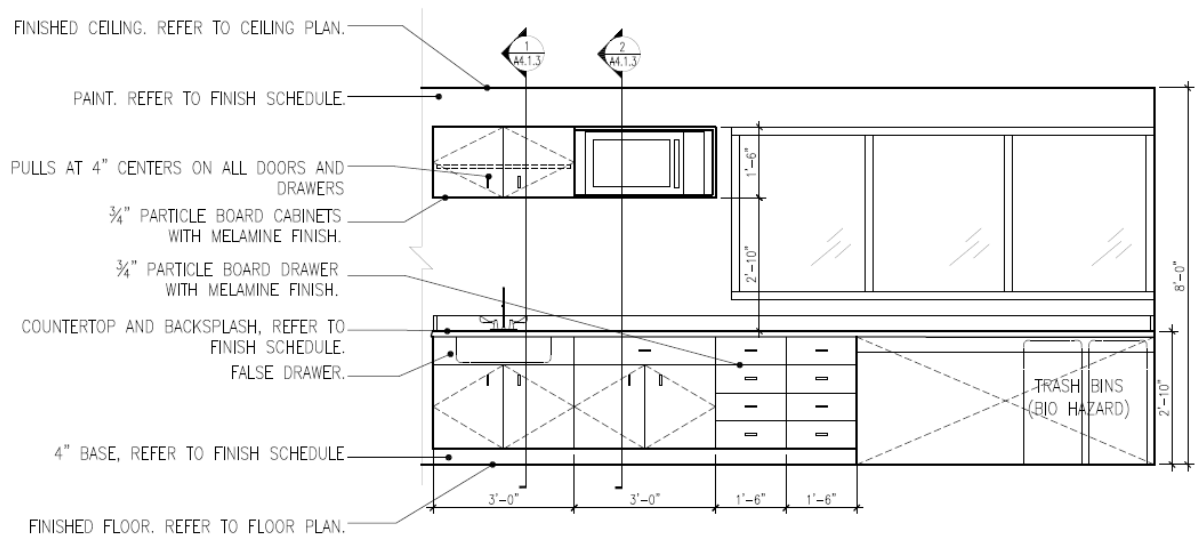 FINISHED CEILING. REFER TO CEILING PLAN.
1
A4.1.3
2
A4.1.3
PAINT. REFER TO FINISH SCHEDULE.
PULLS AT 4" CENTERS ON ALL DOORS AND
DRAWERS
¾" PARTICLE BOARD CABINETS
WITH MELAMINE FINISH.
¾" PARTICLE BOARD DRAWER
WITH MELAMINE FINISH.
COUNTERTOP AND BACKSPLASH, REFER TO
FINISH SCHEDULE.
FALSE DRAWER.
4" BASE, REFER TO FINISH SCHEDULE
FINISHED FLOOR. REFER TO FLOOR PLAN.
1'-6"
2'-10"
8'-0"
TRASH BINS
(BIO HAZARD)
2'-10"
3'-0"
3'-0"
1'-6"
1'-6"